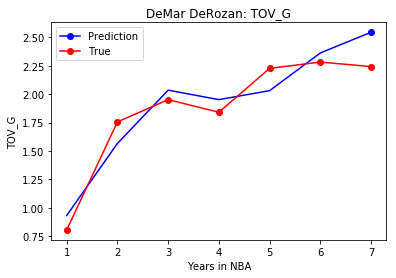 DeMar DeRozan: TOV_G
Prediction
True
2.50
2.25
2.00
1.75
1.50
1.25
1.00
0.75
TOV_G
1 2 3 4 5 6 7
Years in NBA